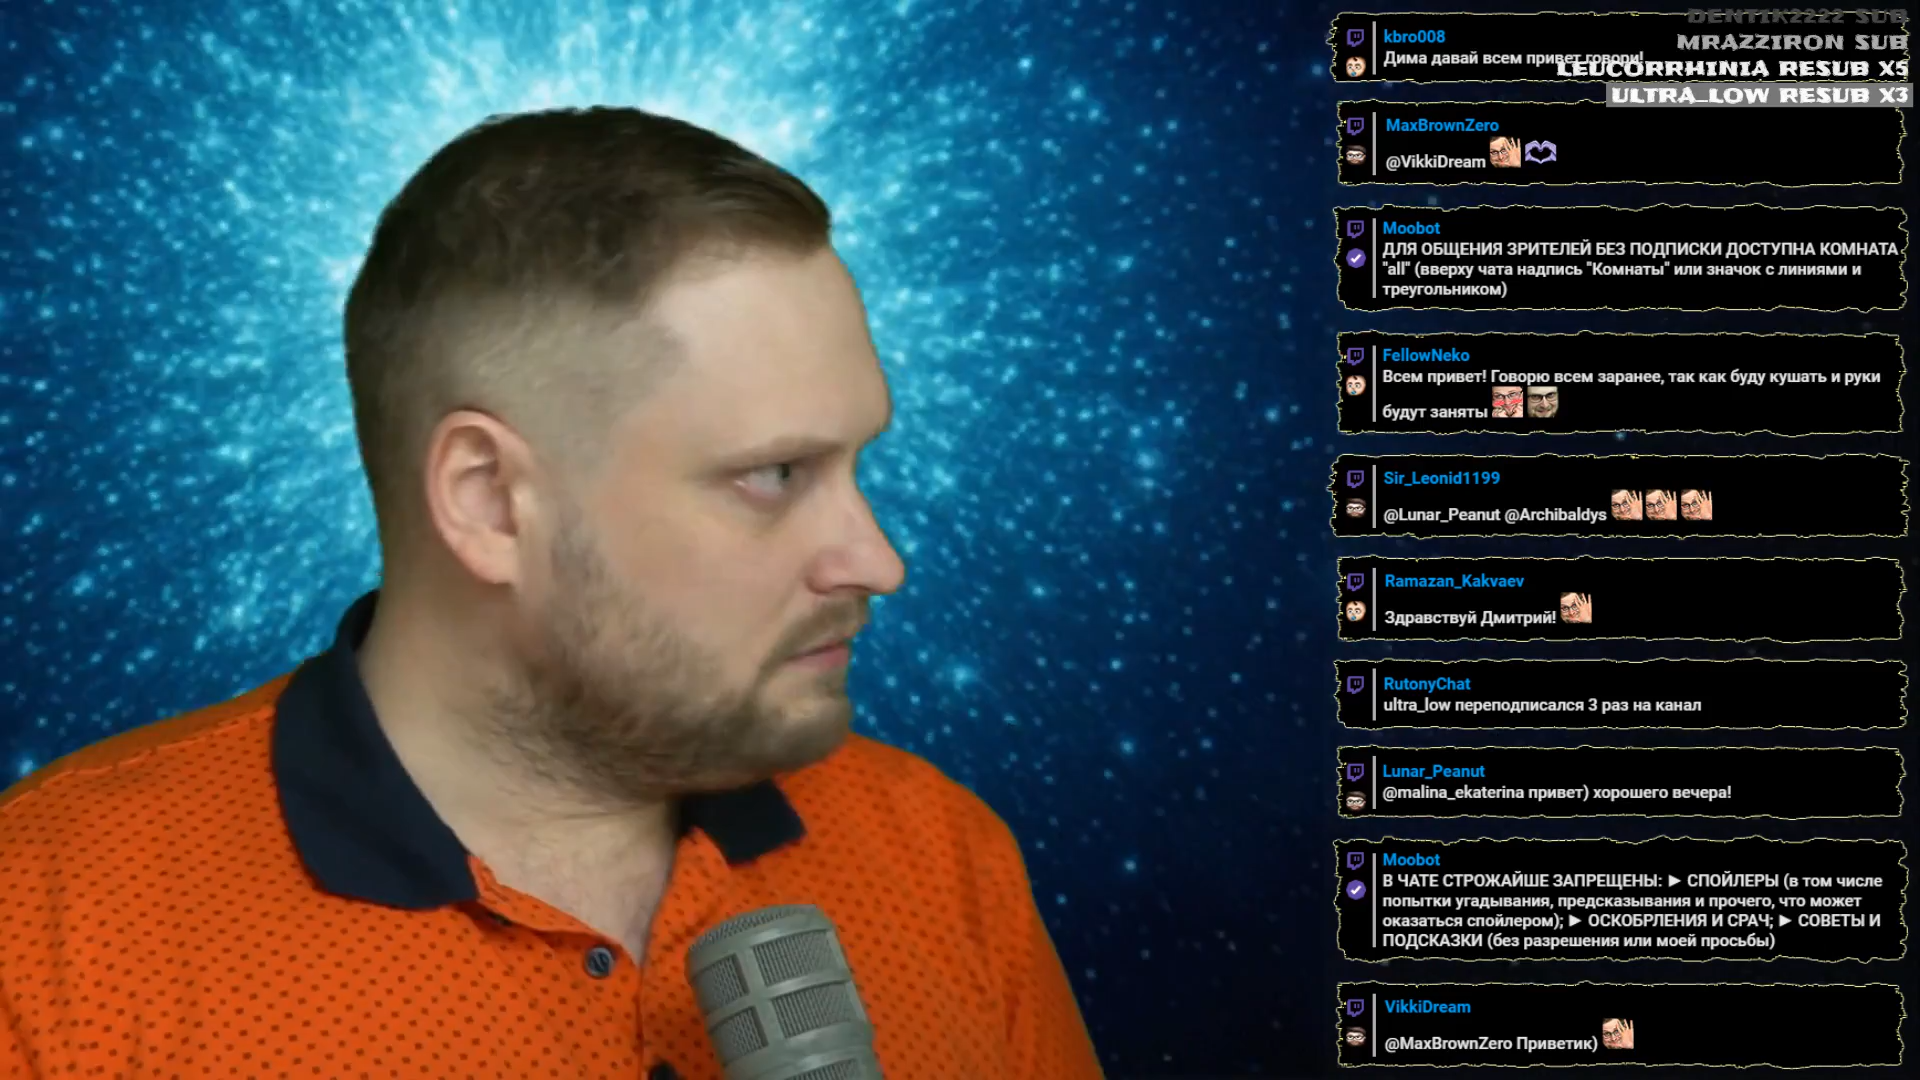 DENTIK2222 SUB
MRAZZIRON SUB
LEUCORRHINIA RESUB X5
ULTRA_LOW RESUB X3
kbro008
Дима давай всем привет говори!
MaxBrownZero
@VikkiDream
Moobot
ДЛЯ ОБЩЕНИЯ ЗРИТЕЛЕЙ БЕЗ ПОДПИСКИ ДОСТУПНА КОМНАТА
"all" (вверху чата надпись "Комнаты" или значок с линиями и
треугольником)
FellowNeko
Всем привет! Говорю всем заранее, так как буду кушать и руки
будут заняты
Sir_Leonid1199
@Lunar_Peanut @Archibaldys
Ramazan_Kakvaev
Здравствуй Дмитрий!
RutonyChat
ultra_low переподписался 3 раз на канал
Lunar_Peanut
@malina_ekaterina привет) хорошего вечера!
Moobot
В ЧАТЕ СТРОЖАЙШЕ ЗАПРЕЩЕНЫ: ► СПОЙЛЕРЫ (в том числе
попытки угадывания, предсказывания и прочего, что может
оказаться спойлером); ► ОСКОБРЛЕНИЯ И СРАЧ; ► СОВЕТЫ И
ПОДСКАЗКИ (без разрешения или моей просьбы)
VikkiDream
@MaxBrownZero Приветик)